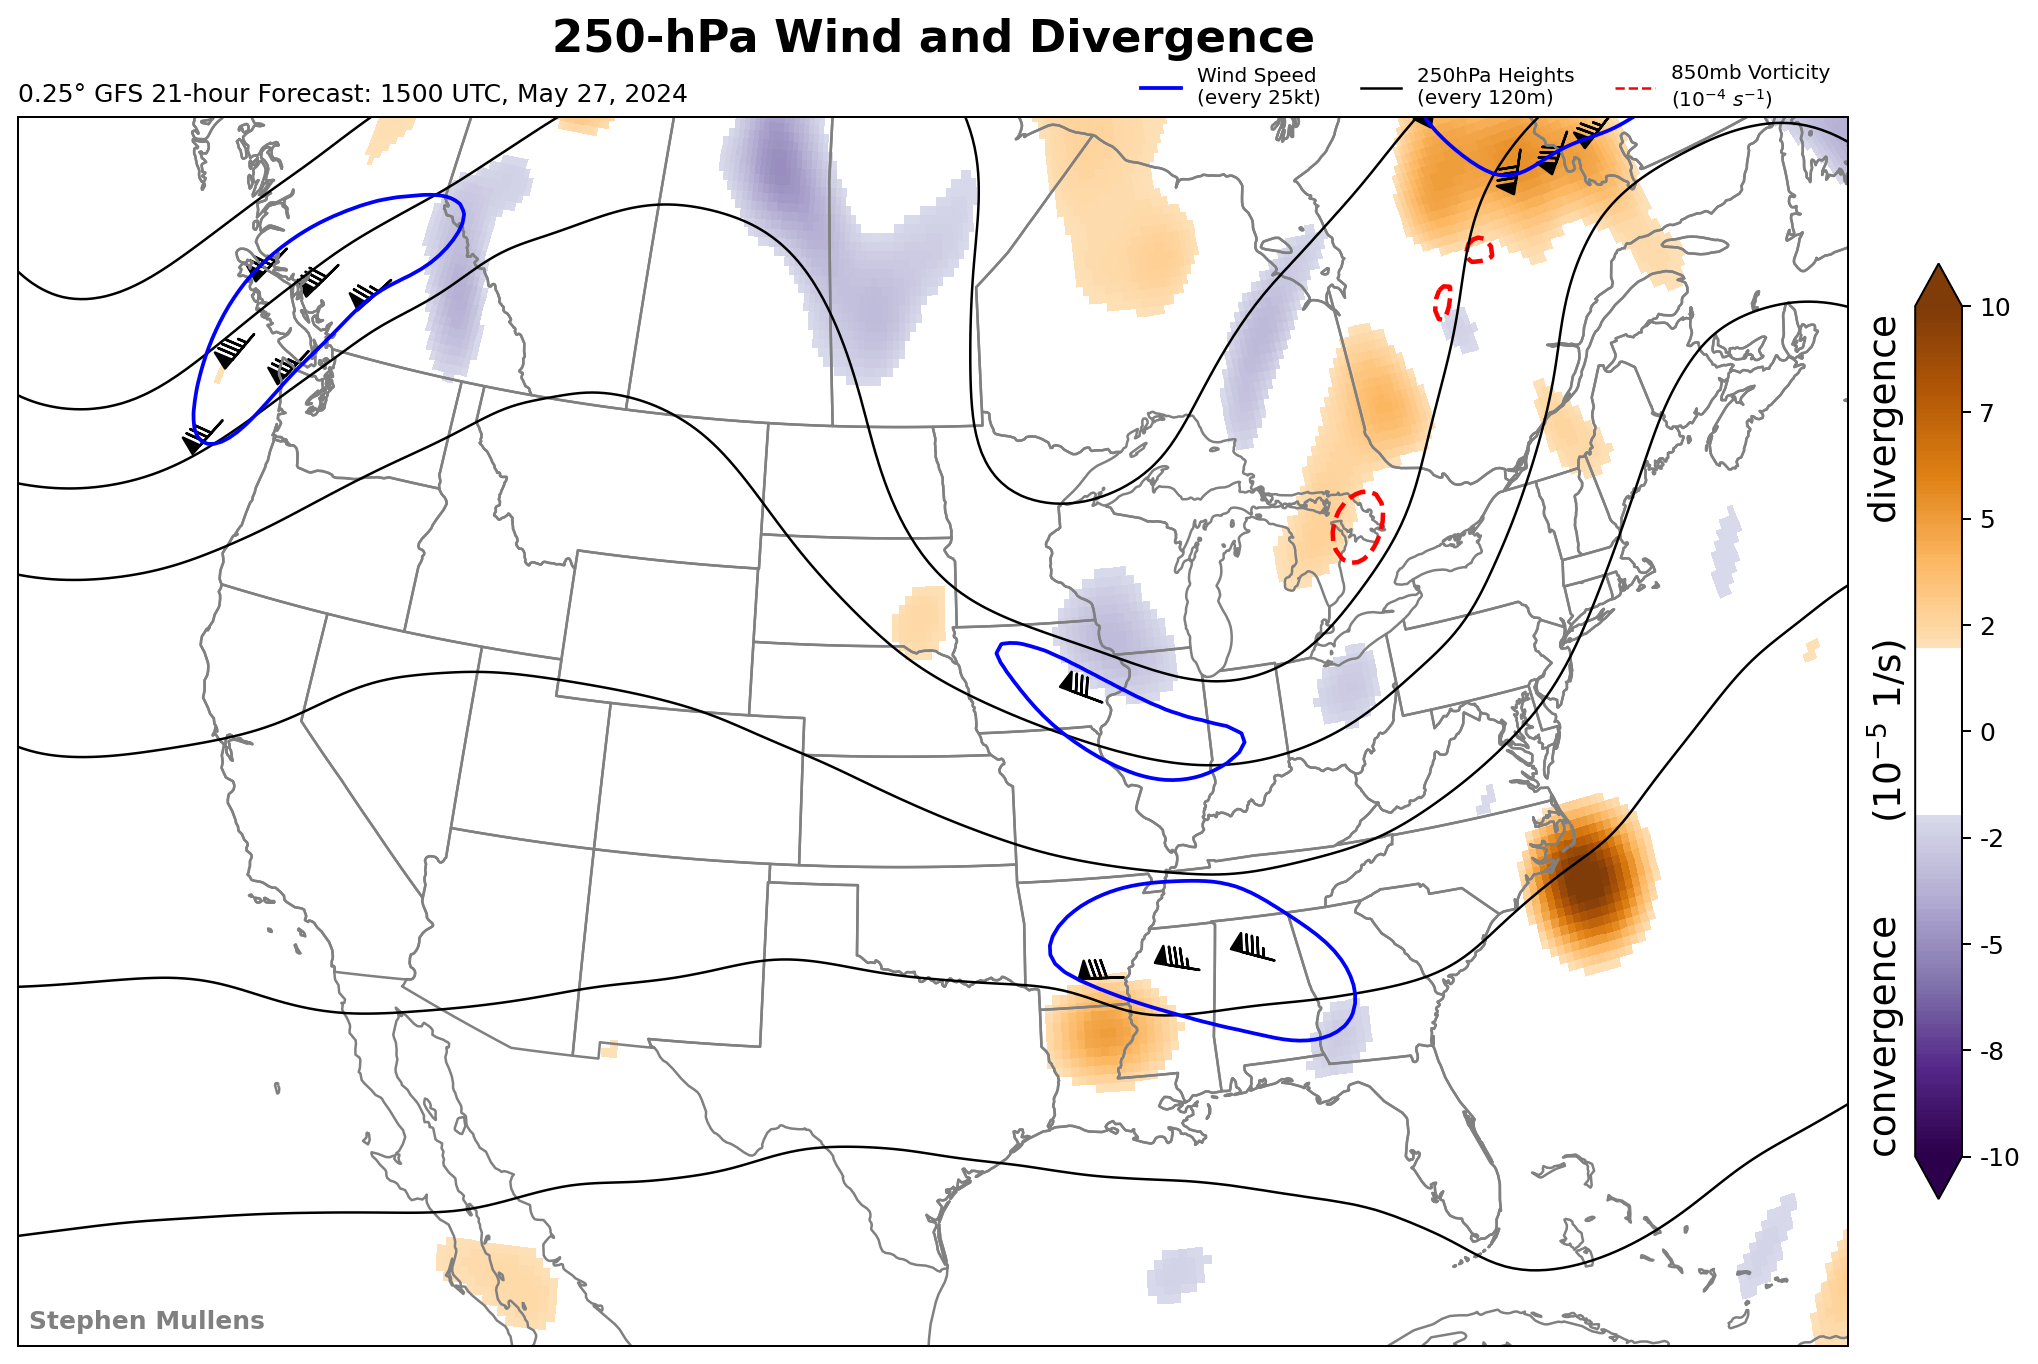 250-hPa Wind and Divergence
0.25° GFS 21-hour Forecast: 1500 UTC, May 27, 2024
Wind Speed
(every 25kt)
250hPa Heights
(every 120m)
850mb Vorticity
(10⁻⁴ s⁻¹)
10
7
5
2
0
-2
-5
-8
-10
convergence (10⁻⁵ 1/s) divergence
Stephen Mullens